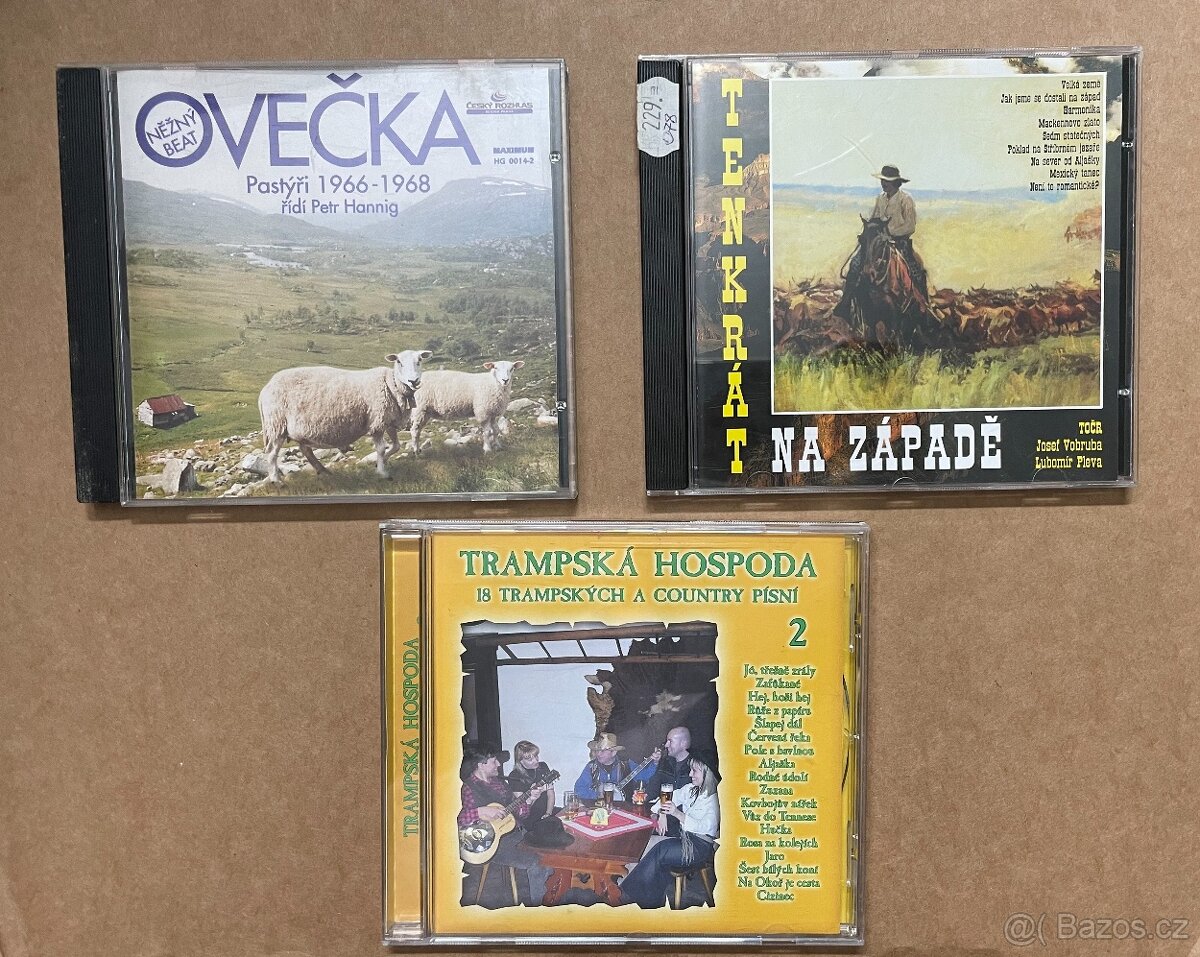 OVEČKA
NĚŽNÝ
BEAT
ČESKÝ ROZHLAS
MAXIMUM
HG 0014-2
Pastýři 1966-1968
řídí Petr Hannig
229.
078
TENKRÁT
NA ZÁPADĚ
Velká země
Jak jsme se dostali na západ
Harmonika
Mackennovo zlato
Sedm statečných
Poklad na Stříbrném jezeře
Na sever od Aljašky
Mexický tanec
Není to romantické?
TOČR
Josef Vobruba
Lubomír Pleva
TRAMPSKÁ HOSPODA
TRAMPSKÁ HOSPODA
18 TRAMPSKÝCH A COUNTRY PÍSNÍ
2
Jó, třešně zrály
Zafúkané
Hej, hoši hej
Růže z papíru
Šlapej dál
Červená řeka
Pole s bavlnou
Aljaška
Rodné údolí
Zuzana
Kovbojův nářek
Vůz do Tennese
Hučka
Rosa na kolejích
Jaro
Šest bílých koní
Na Okoř je cesta
Cizinec
@( Bazos.cz